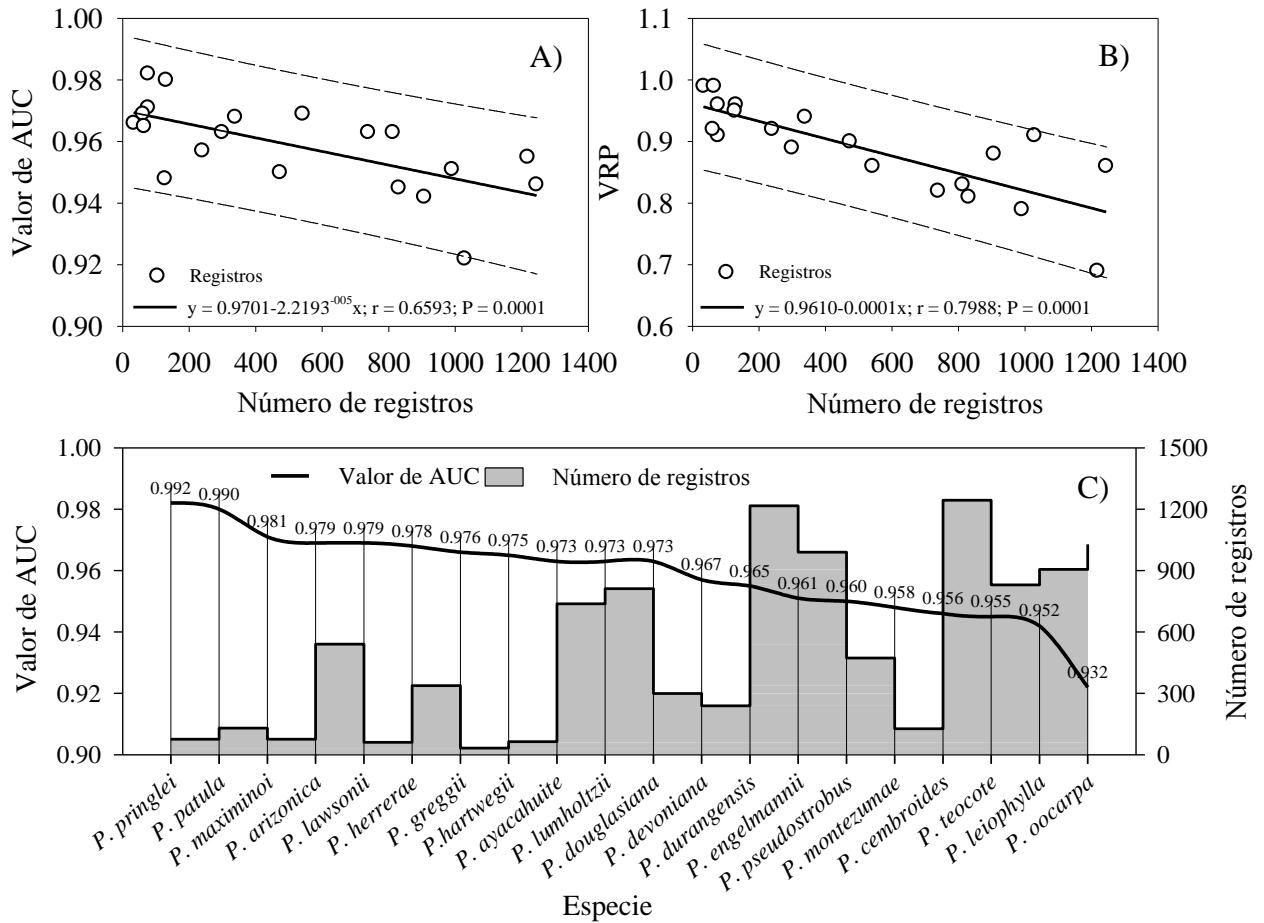 A)
Valor de AUC
1.00
0.98
0.96
0.94
0.92
0.90
Registros
y = 0.9701-2.2193-005x; r = 0.6593; P = 0.0001
0 200 400 600 800 1000 1200 1400
Número de registros
B)
VRP
1.1
1.0
0.9
0.8
0.7
0.6
Registros
y = 0.9610-0.0001x; r = 0.7988; P = 0.0001
0 200 400 600 800 1000 1200 1400
Número de registros
C)
Valor de AUC
1.00
0.98
0.96
0.94
0.92
0.90
Valor de AUC
Número de registros
0.992 0.990 0.981 0.979 0.979 0.978 0.976 0.975 0.973 0.973 0.973 0.967 0.965 0.961 0.960 0.958 0.956 0.955 0.952 0.932
1500
1200
900
600
300
0
Número de registros
P. pringlei
P. patula
P. maximinoi
P. arizonica
P. lawsonii
P. herrerae
P. greggii
P.hartwegii
P. ayacahuite
P. lumholtzii
P. douglasiana
P. devoniana
P. durangensis
P. engelmannii
P. pseudostrobus
P. montezumae
P. cembroides
P. teocote
P. leiophylla
P. oocarpa
Especie